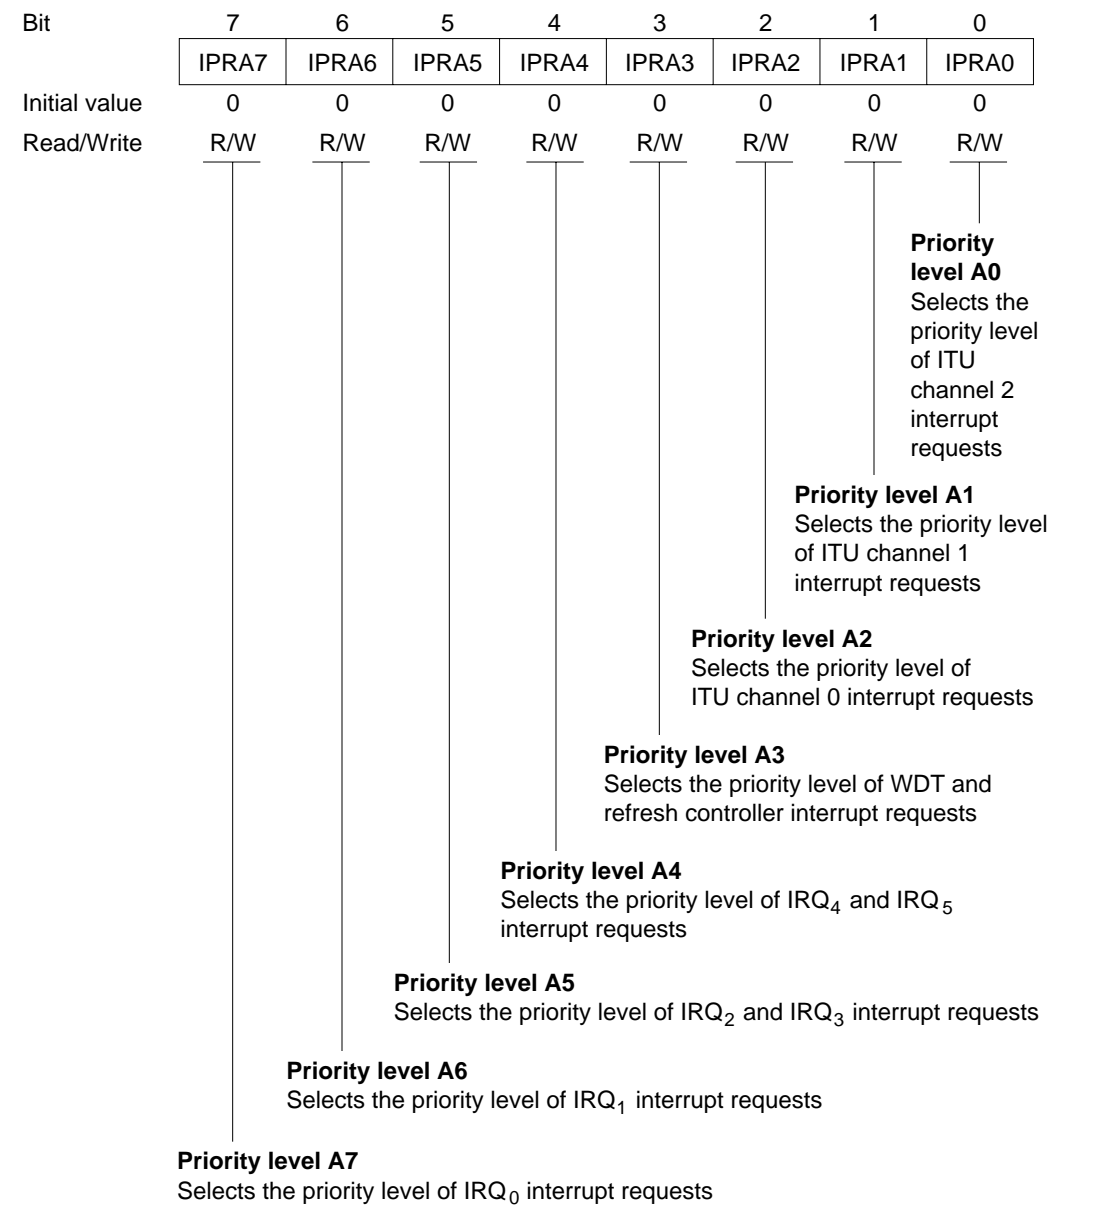 Bit 7 6 5 4 3 2 1 0
IPRA7 IPRA6 IPRA5 IPRA4 IPRA3 IPRA2 IPRA1 IPRA0
Initial value 0 0 0 0 0 0 0 0
Read/Write R/W R/W R/W R/W R/W R/W R/W R/W
Priority
level A0
Selects the
priority level
of ITU
channel 2
interrupt
requests
Priority level A1
Selects the priority level
of ITU channel 1
interrupt requests
Priority level A2
Selects the priority level of
ITU channel 0 interrupt requests
Priority level A3
Selects the priority level of WDT and
refresh controller interrupt requests
Priority level A4
Selects the priority level of IRQ4 and IRQ5
interrupt requests
Priority level A5
Selects the priority level of IRQ2 and IRQ3 interrupt requests
Priority level A6
Selects the priority level of IRQ1 interrupt requests
Priority level A7
Selects the priority level of IRQ0 interrupt requests